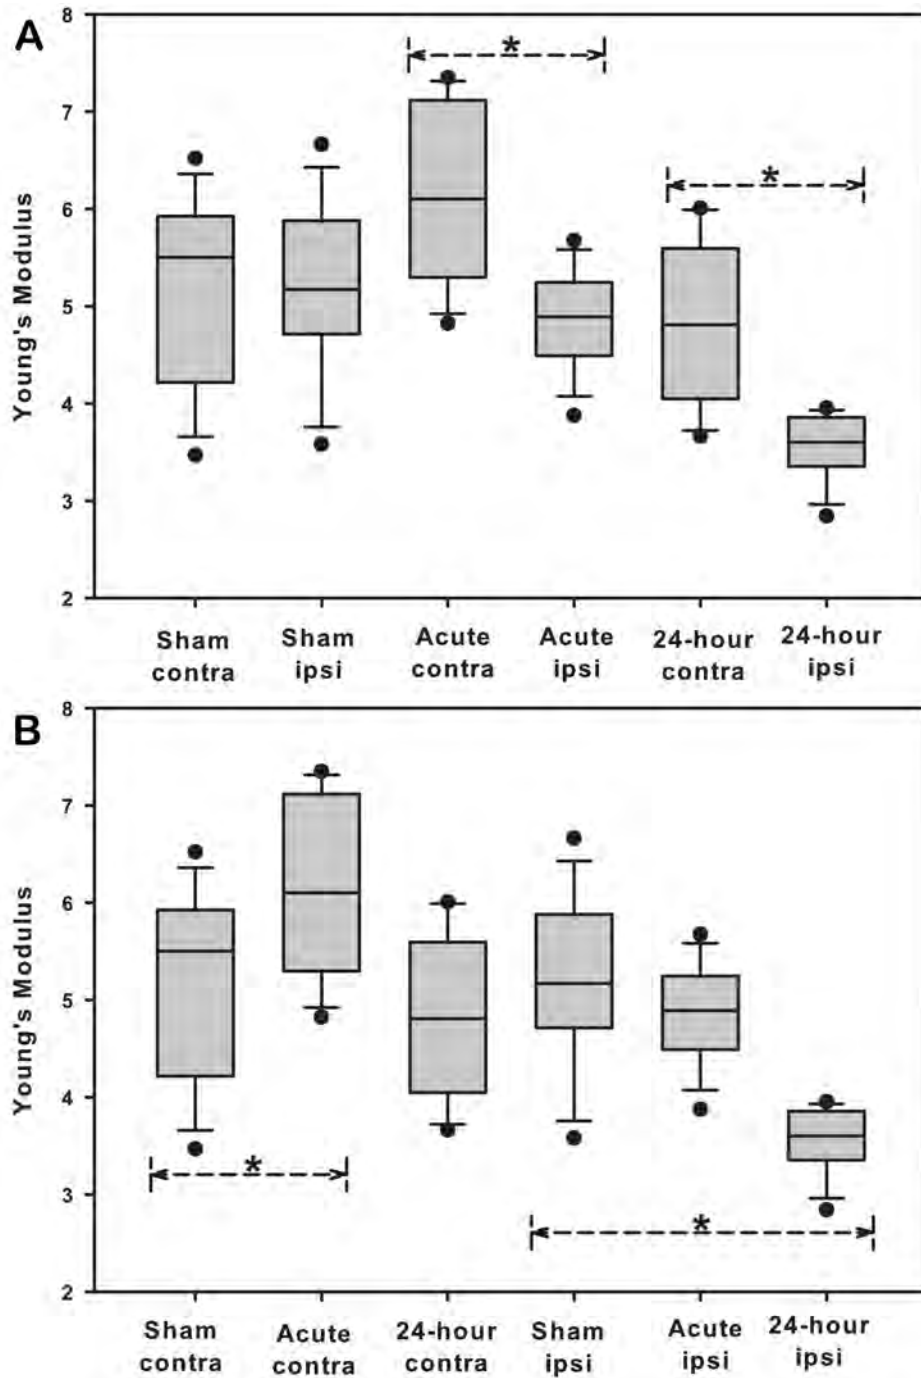 A
8
7
6
5
4
3
2
Young's Modulus
*
*
Sham contra
Sham ipsi
Acute contra
Acute ipsi
24-hour contra
24-hour ipsi
B
8
7
6
5
4
3
2
Young's Modulus
*
*
Sham contra
Acute contra
24-hour contra
Sham ipsi
Acute ipsi
24-hour ipsi